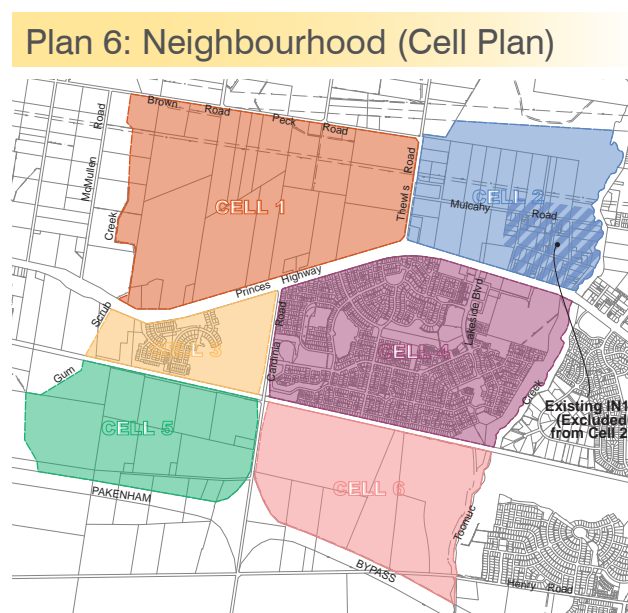 Plan 6: Neighbourhood (Cell Plan)
Brown Road Peck Road
McMullen Road
Thewlis Road
CELL 2
Mulcahy Road
CELL 1
Creek
Princes Highway
Scrub
Cardinia Road
Lakeside Blvd
CELL 3
CELL 4
Gum
Creek
Existing IN1
(Excluded
from Cell 2
CELL 5
CELL 6
PAKENHAM
Toomuc
BYPASS
Henry Road